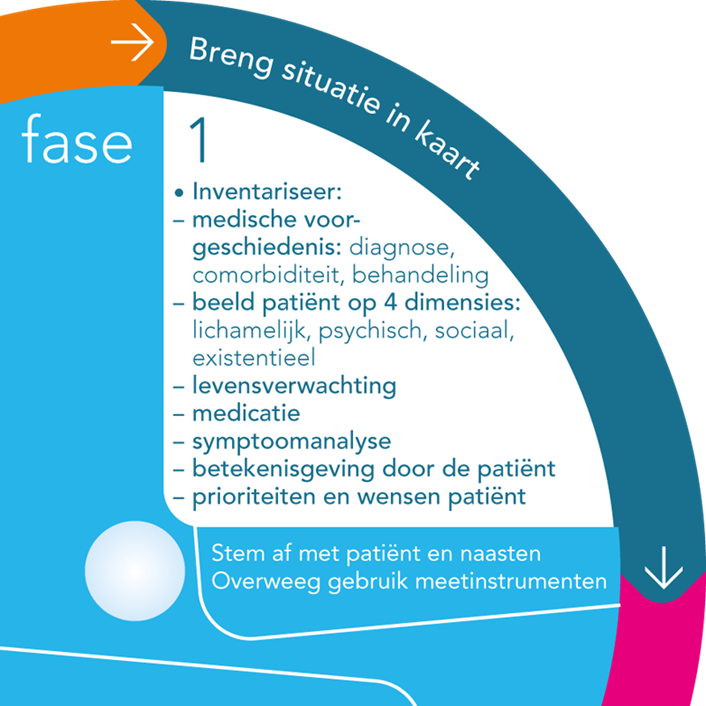 Breng situatie in kaart
fase 1
• Inventariseer:
– medische voor-
geschiedenis: diagnose,
comorbiditeit, behandeling
– beeld patiënt op 4 dimensies:
lichamelijk, psychisch, sociaal,
existentieel
– levensverwachting
– medicatie
– symptoomanalyse
– betekenisgeving door de patiënt
– prioriteiten en wensen patiënt
Stem af met patiënt en naasten
Overweeg gebruik meetinstrumenten